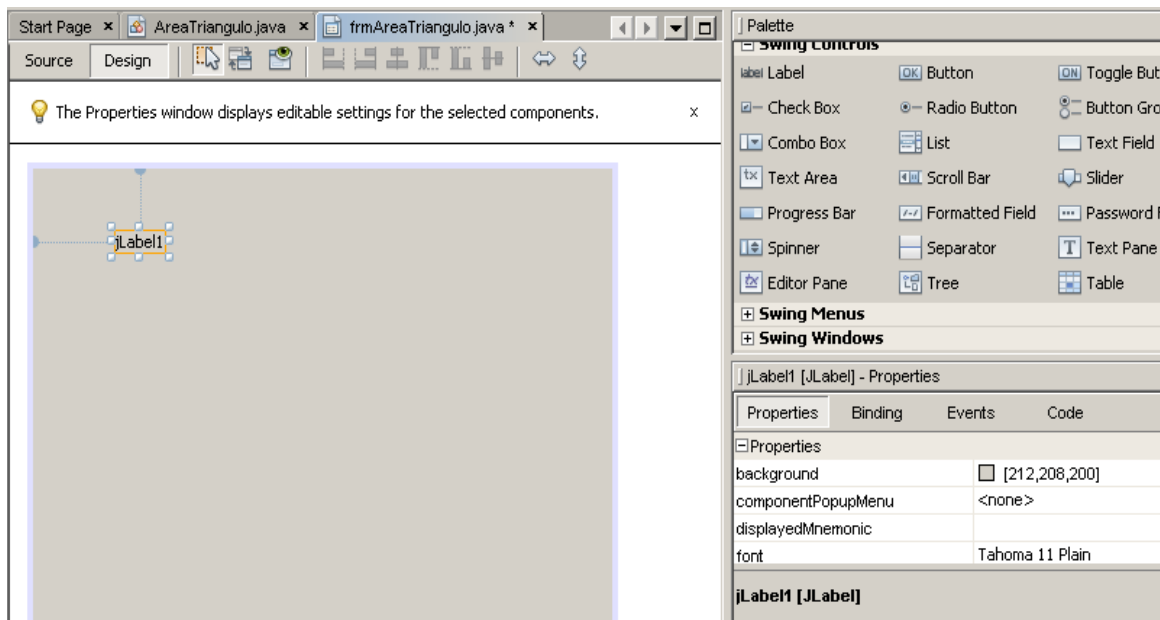 Start Page AreaTriangulo.java frmAreaTriangulo.java *
Source Design
The Properties window displays editable settings for the selected components. x
jLabel1
Palette
Swing Controls
label Label OK Button ON Toggle But
Check Box Radio Button Button Gro
Combo Box List Text Field
tx Text Area Scroll Bar Slider
Progress Bar Formatted Field Password F
Spinner Separator T Text Pane
Editor Pane Tree Table
Swing Menus
Swing Windows
jLabel1 [JLabel] - Properties
Properties Binding Events Code
Properties
background [212,208,200]
componentPopupMenu <none>
displayedMnemonic
font Tahoma 11 Plain
jLabel1 [JLabel]